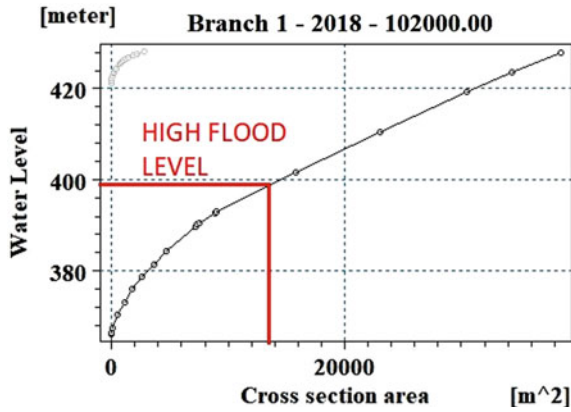 [meter]
Branch 1 - 2018 - 102000.00
Water Level
420
400
380
HIGH FLOOD
LEVEL
0
20000
Cross section area
[m^2]